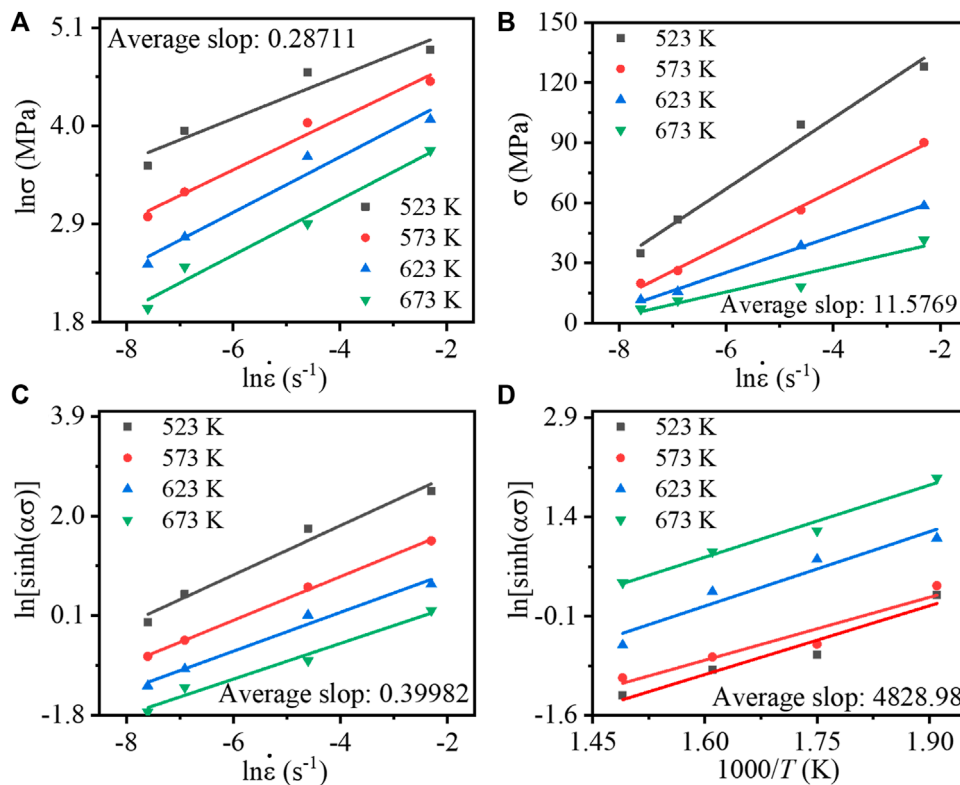 A
Average slop: 0.28711
5.1
4.0
2.9
1.8
lnσ (MPa)
523 K
573 K
623 K
673 K
-8
-6
-4
-2
lnε̇ (s⁻¹)
B
150
120
90
60
30
0
σ (MPa)
523 K
573 K
623 K
673 K
Average slop: 11.5769
-8
-6
-4
-2
lnε̇ (s⁻¹)
C
3.9
2.0
0.1
-1.8
ln[sinh(ασ)]
523 K
573 K
623 K
673 K
Average slop: 0.39982
-8
-6
-4
-2
lnε̇ (s⁻¹)
D
2.9
1.4
-0.1
-1.6
ln[sinh(ασ)]
523 K
573 K
623 K
673 K
Average slop: 4828.98
1.45
1.60
1.75
1.90
1000/T (K)